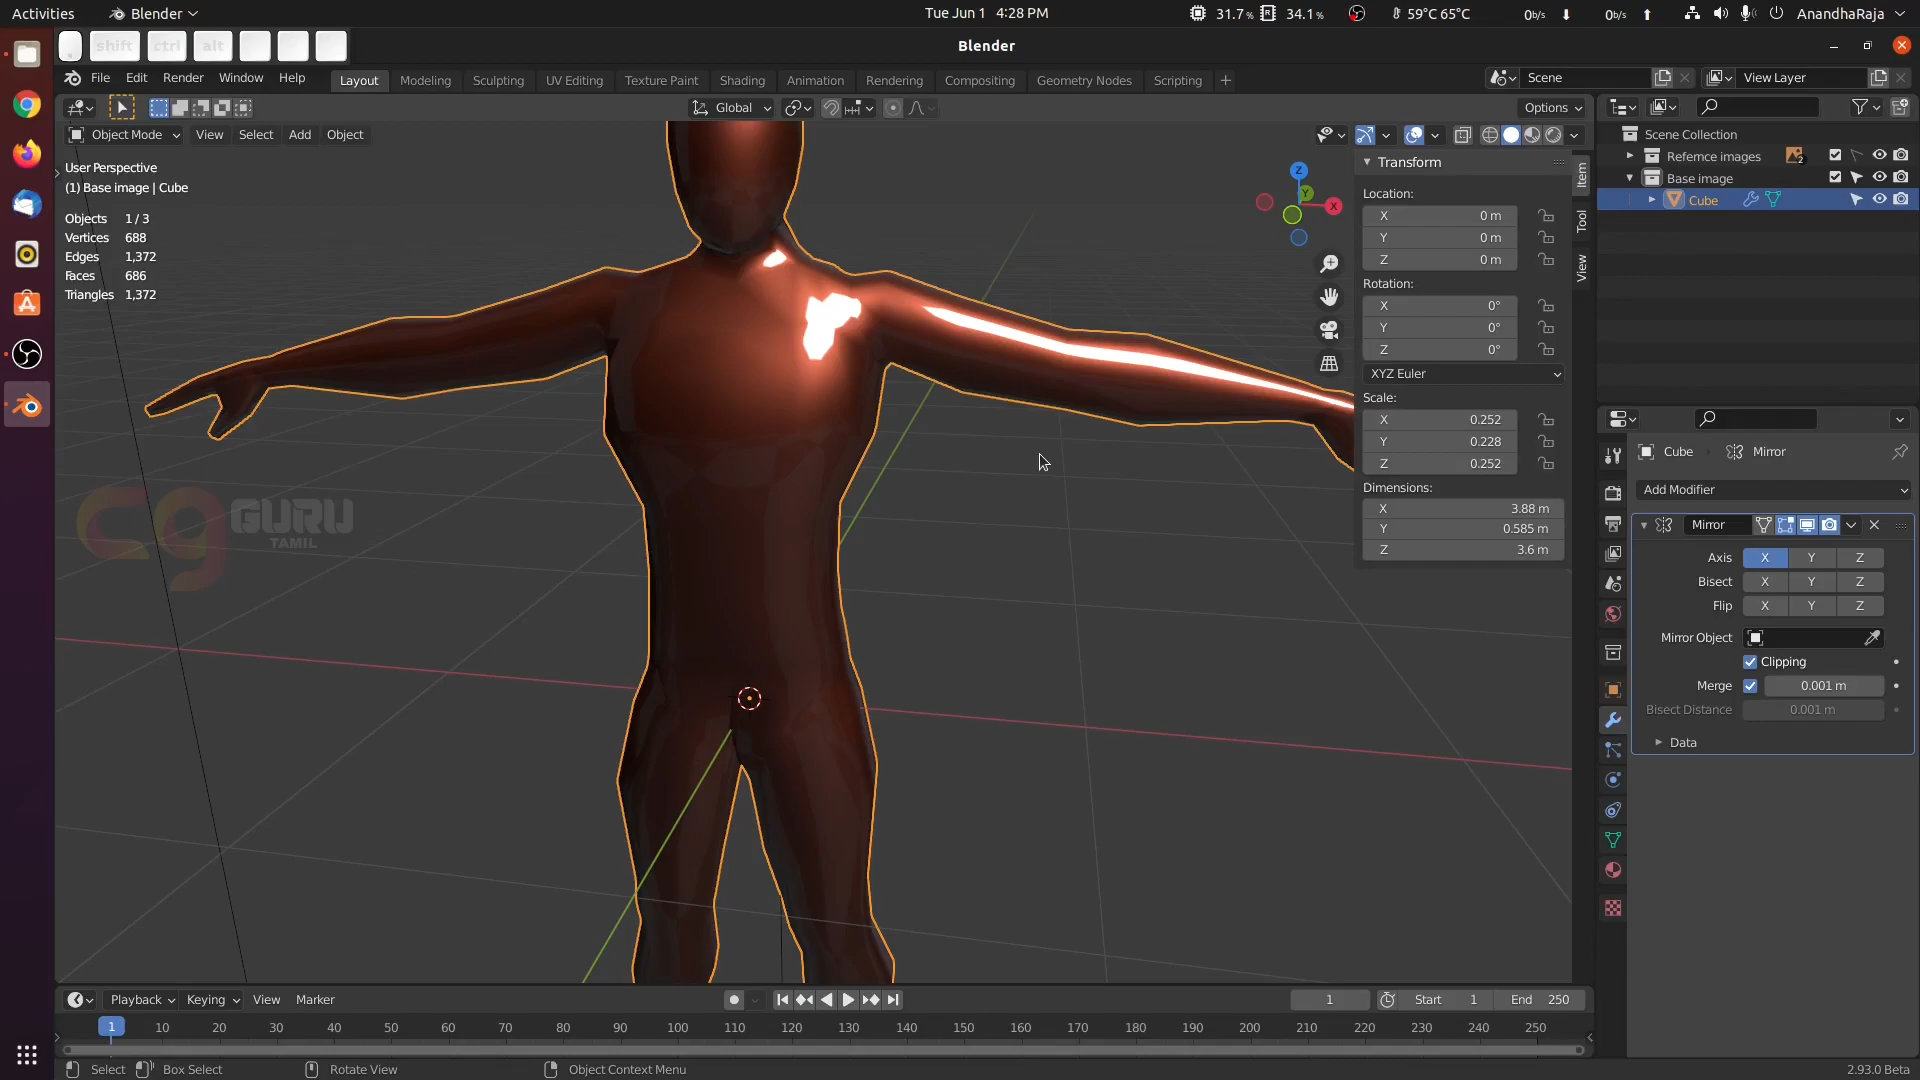 Activities Blender Tue Jun 1 4:28 PM 31.7% 34.1% 59°C 65°C 0b/s 0b/s AnandhaRaja
shift ctrl alt Blender
File Edit Render Window Help Layout Modeling Sculpting UV Editing Texture Paint Shading Animation Rendering Compositing Geometry Nodes Scripting + Scene View Layer
Global Options
Object Mode View Select Add Object
User Perspective
(1) Base image | Cube
Objects 1 / 3
Vertices 688
Edges 1,372
Faces 686
Triangles 1,372
GURU
TAMIL
Z
Y
X
Transform
Location:
X 0 m
Y 0 m
Z 0 m
Rotation:
X 0°
Y 0°
Z 0°
XYZ Euler
Scale:
X 0.252
Y 0.228
Z 0.252
Dimensions:
X 3.88 m
Y 0.585 m
Z 3.6 m
Item
Tool
View
Scene Collection
Refemce images 2
Base image
Cube
Cube Mirror
Add Modifier
Mirror
Axis X Y Z
Bisect X Y Z
Flip X Y Z
Mirror Object
Clipping
Merge 0.001 m
Bisect Distance 0.001 m
Data
Playback Keying View Marker 1 Start 1 End 250
1 10 20 30 40 50 60 70 80 90 100 110 120 130 140 150 160 170 180 190 200 210 220 230 240 250
Select Box Select Rotate View Object Context Menu 2.93.0 Beta